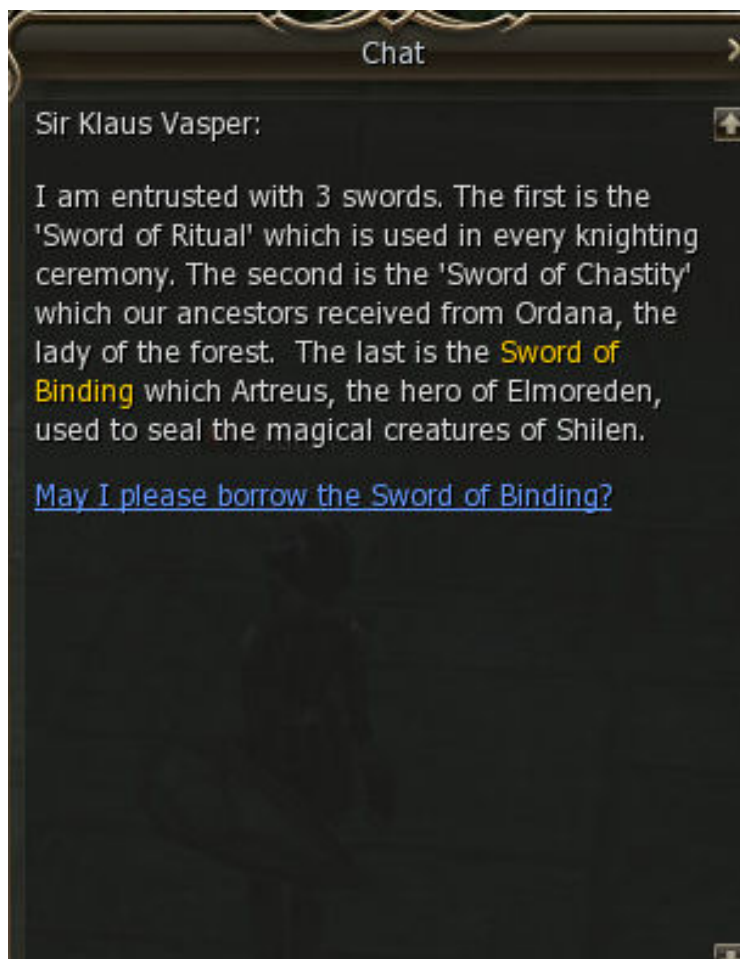 Chat
Sir Klaus Vasper:
I am entrusted with 3 swords. The first is the
'Sword of Ritual' which is used in every knighting
ceremony. The second is the 'Sword of Chastity'
which our ancestors received from Ordana, the
lady of the forest.  The last is the Sword of
Binding which Artreus, the hero of Elmoreden,
used to seal the magical creatures of Shilen.
May I please borrow the Sword of Binding?